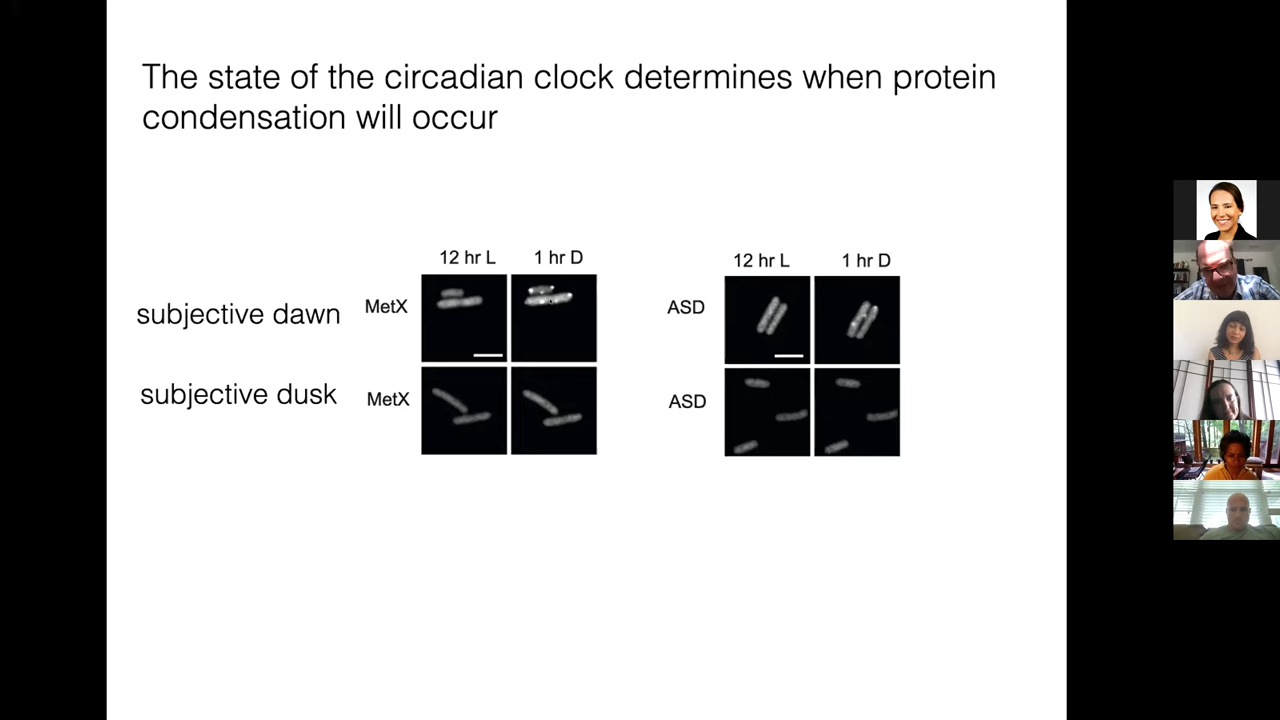 The state of the circadian clock determines when protein
condensation will occur
12 hr L 1 hr D
12 hr L 1 hr D
subjective dawn
MetX
ASD
subjective dusk
MetX
ASD